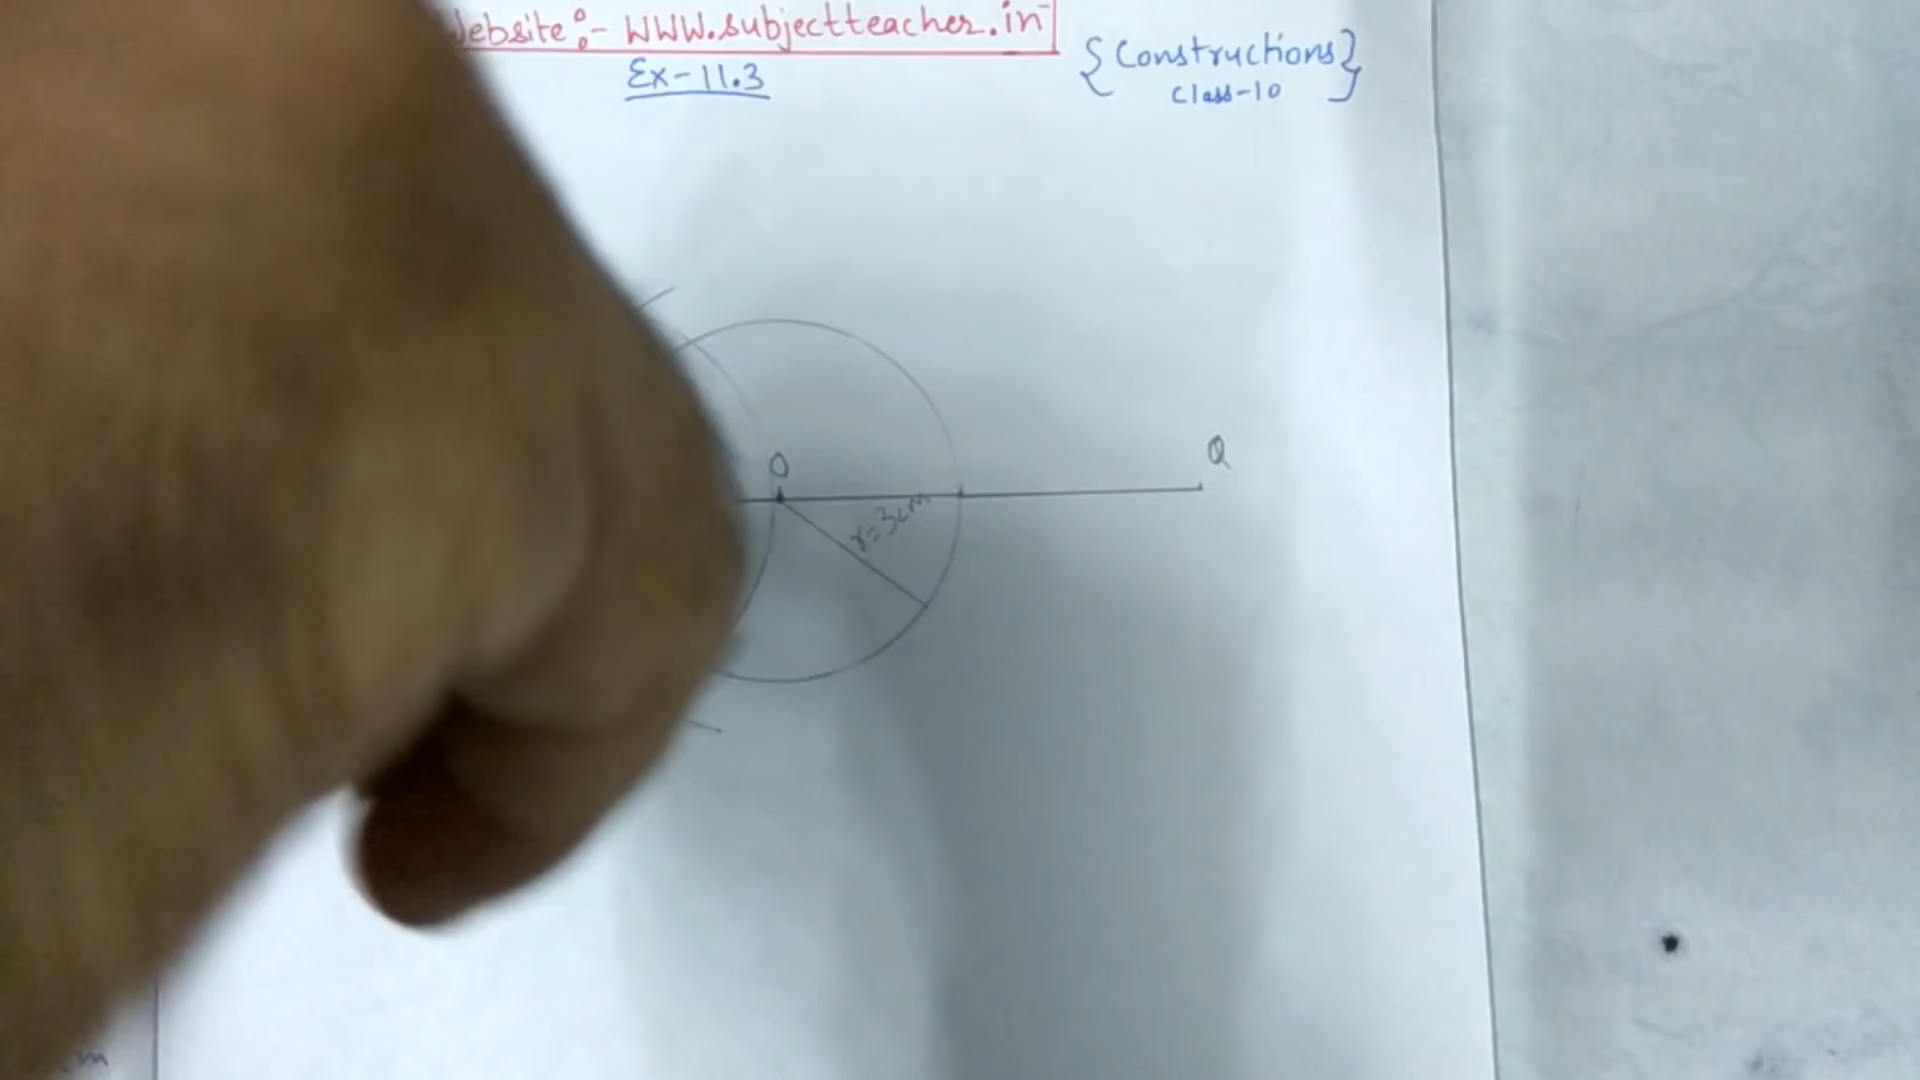 Website:- WWW.subjectteacher.in
Ex-11.3
{Constructions}
Class-10
O
Q
r=3cm